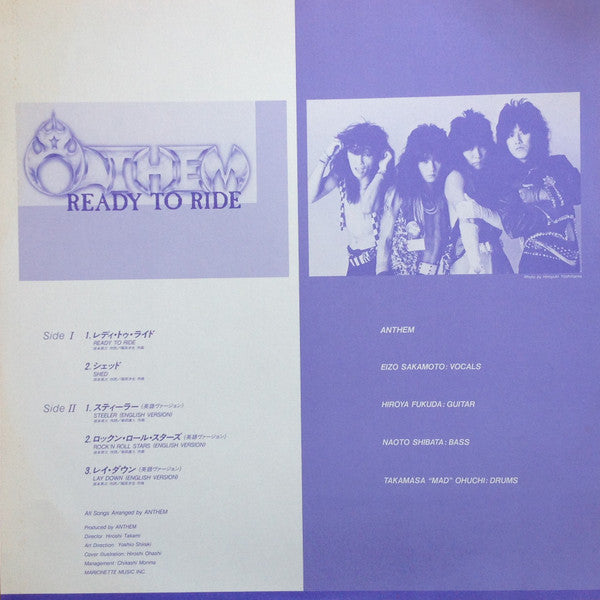 ANTHEM
READY TO RIDE
Side I
1. レディ・トゥ・ライド
READY TO RIDE
2. シェッド
SHED
Side II
1. スティーラー (英語ヴァージョン)
STEELER (ENGLISH VERSION)
2. ロックン・ロール・スターズ (英語ヴァージョン)
ROCK'N ROLL STARS (ENGLISH VERSION)
3. レイ・ダウン (英語ヴァージョン)
LAY DOWN (ENGLISH VERSION)
All Songs Arranged by ANTHEM
Produced by ANTHEM
Director: Hiroshi Takami
Art Direction: Yoshio Shiraki
Cover Illustration: Hiroshi Ohashi
Management: Chikashi Morima
MARIONETTE MUSIC INC.
Photo by Hiroyuki Yoshihama
ANTHEM
EIZO SAKAMOTO: VOCALS
HIROYA FUKUDA: GUITAR
NAOTO SHIBATA: BASS
TAKAMASA "MAD" OHUCHI: DRUMS